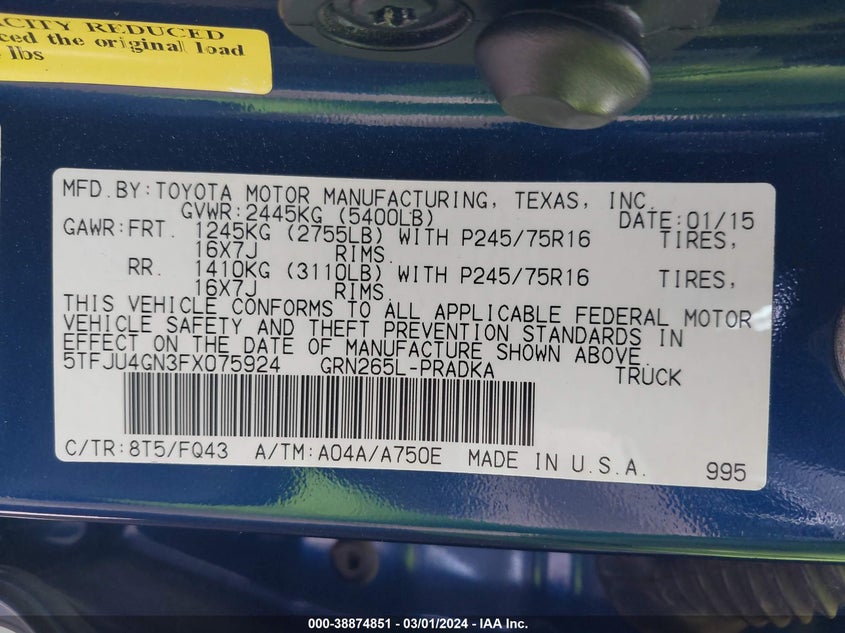 ACITY REDUCED
ced the original load
lbs
MFD.BY:TOYOTA MOTOR MANUFACTURING, TEXAS, INC.
GVWR:2445KG (5400LB) DATE:01/15
GAWR:FRT. 1245KG (2755LB) WITH P245/75R16 TIRES,
16X7J RIMS.
RR. 1410KG (3110LB) WITH P245/75R16 TIRES,
16X7J RIMS.
THIS VEHICLE CONFORMS TO ALL APPLICABLE FEDERAL MOTOR
VEHICLE SAFETY AND THEFT PREVENTION STANDARDS IN
EFFECT ON THE DATE OF MANUFACTURE SHOWN ABOVE.
5TFJU4GN3FX075924 GRN265L-PRADKA TRUCK
C/TR:8T5/FQ43 A/TM:A04A/A750E MADE IN U.S.A. 995
000-38874851 - 03/01/2024 - IAA Inc.